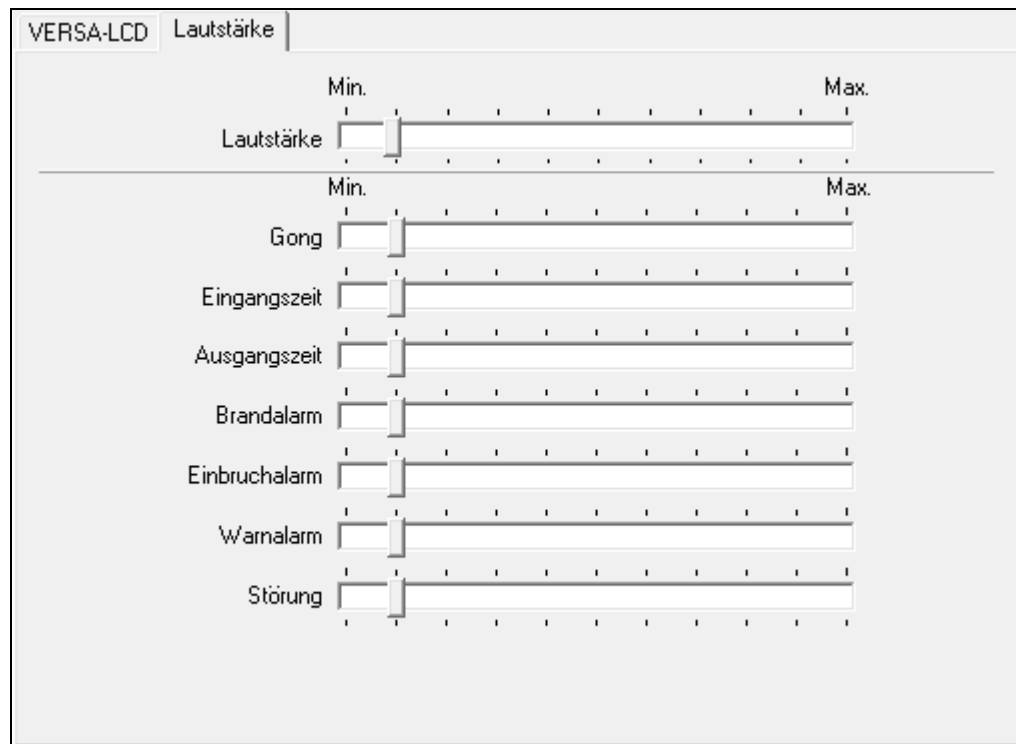 VERSA-LCD Lautstärke
Min. Max.
Lautstärke
Min. Max.
Gong
Eingangszeit
Ausgangszeit
Brandalarm
Einbruchalarm
Warnalarm
Störung